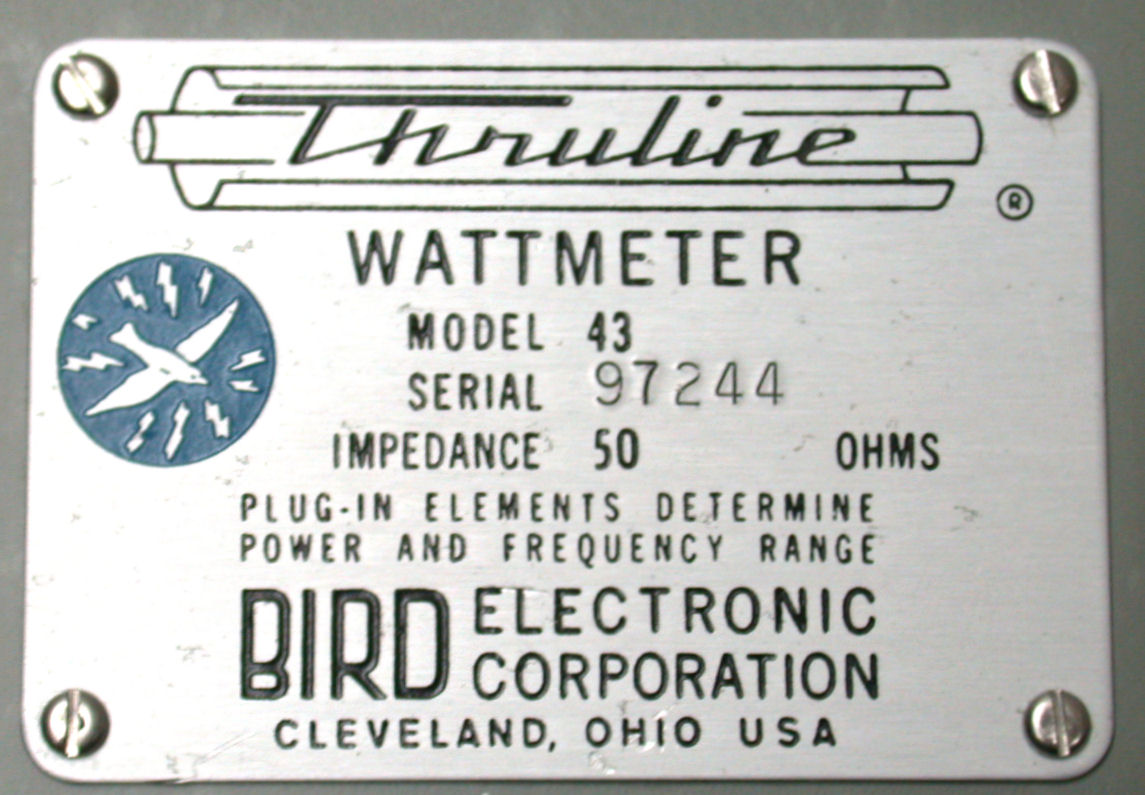 Thruline
®
WATTMETER
MODEL 43
SERIAL 97244
IMPEDANCE 50 OHMS
PLUG-IN ELEMENTS DETERMINE
POWER AND FREQUENCY RANGE
BIRD ELECTRONIC
CORPORATION
CLEVELAND, OHIO USA